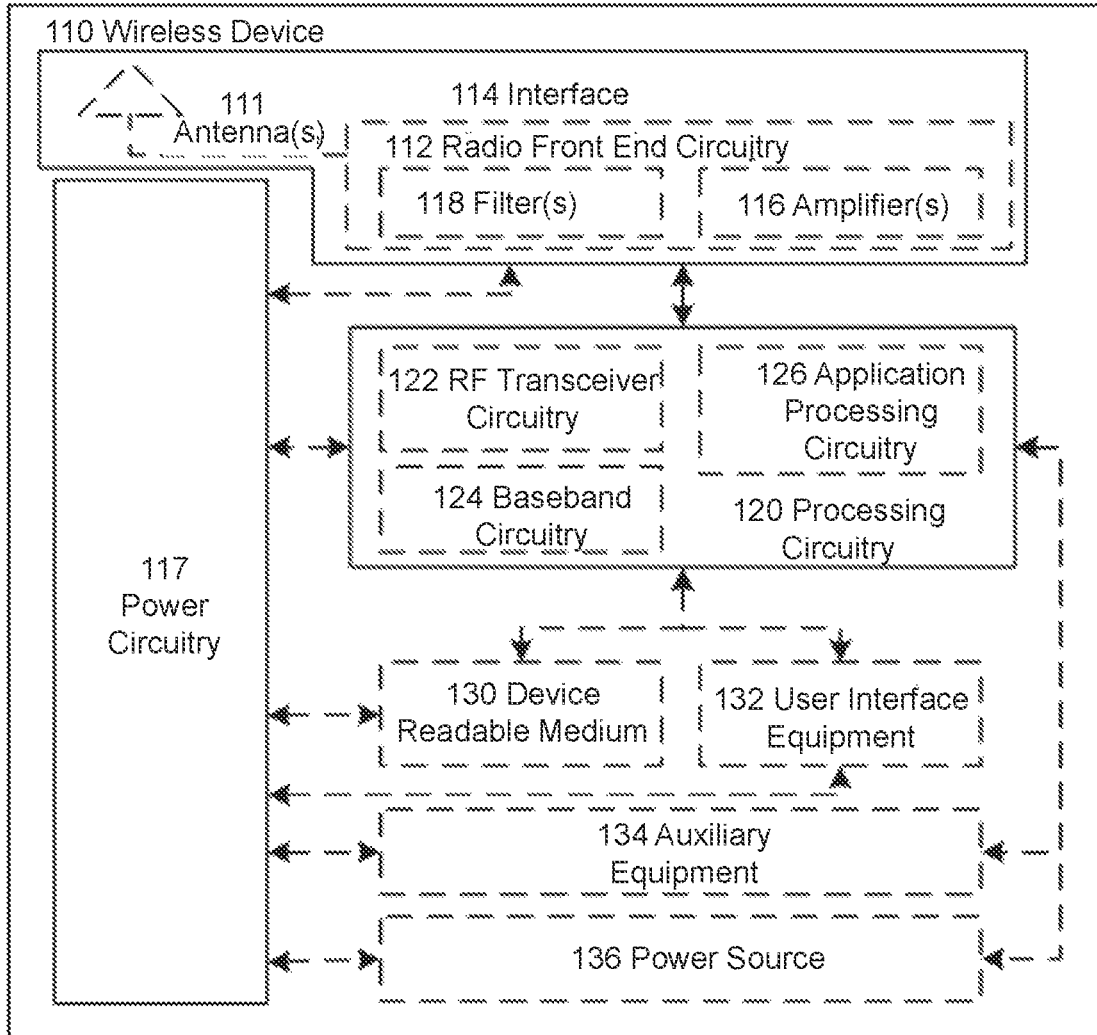 110 Wireless Device
111
Antenna(s)
114 Interface
112 Radio Front End Circuitry
118 Filter(s)
116 Amplifier(s)
122 RF Transceiver
Circuitry
126 Application
Processing
Circuitry
124 Baseband
Circuitry
120 Processing
Circuitry
117
Power
Circuitry
130 Device
Readable Medium
132 User Interface
Equipment
134 Auxiliary
Equipment
136 Power Source